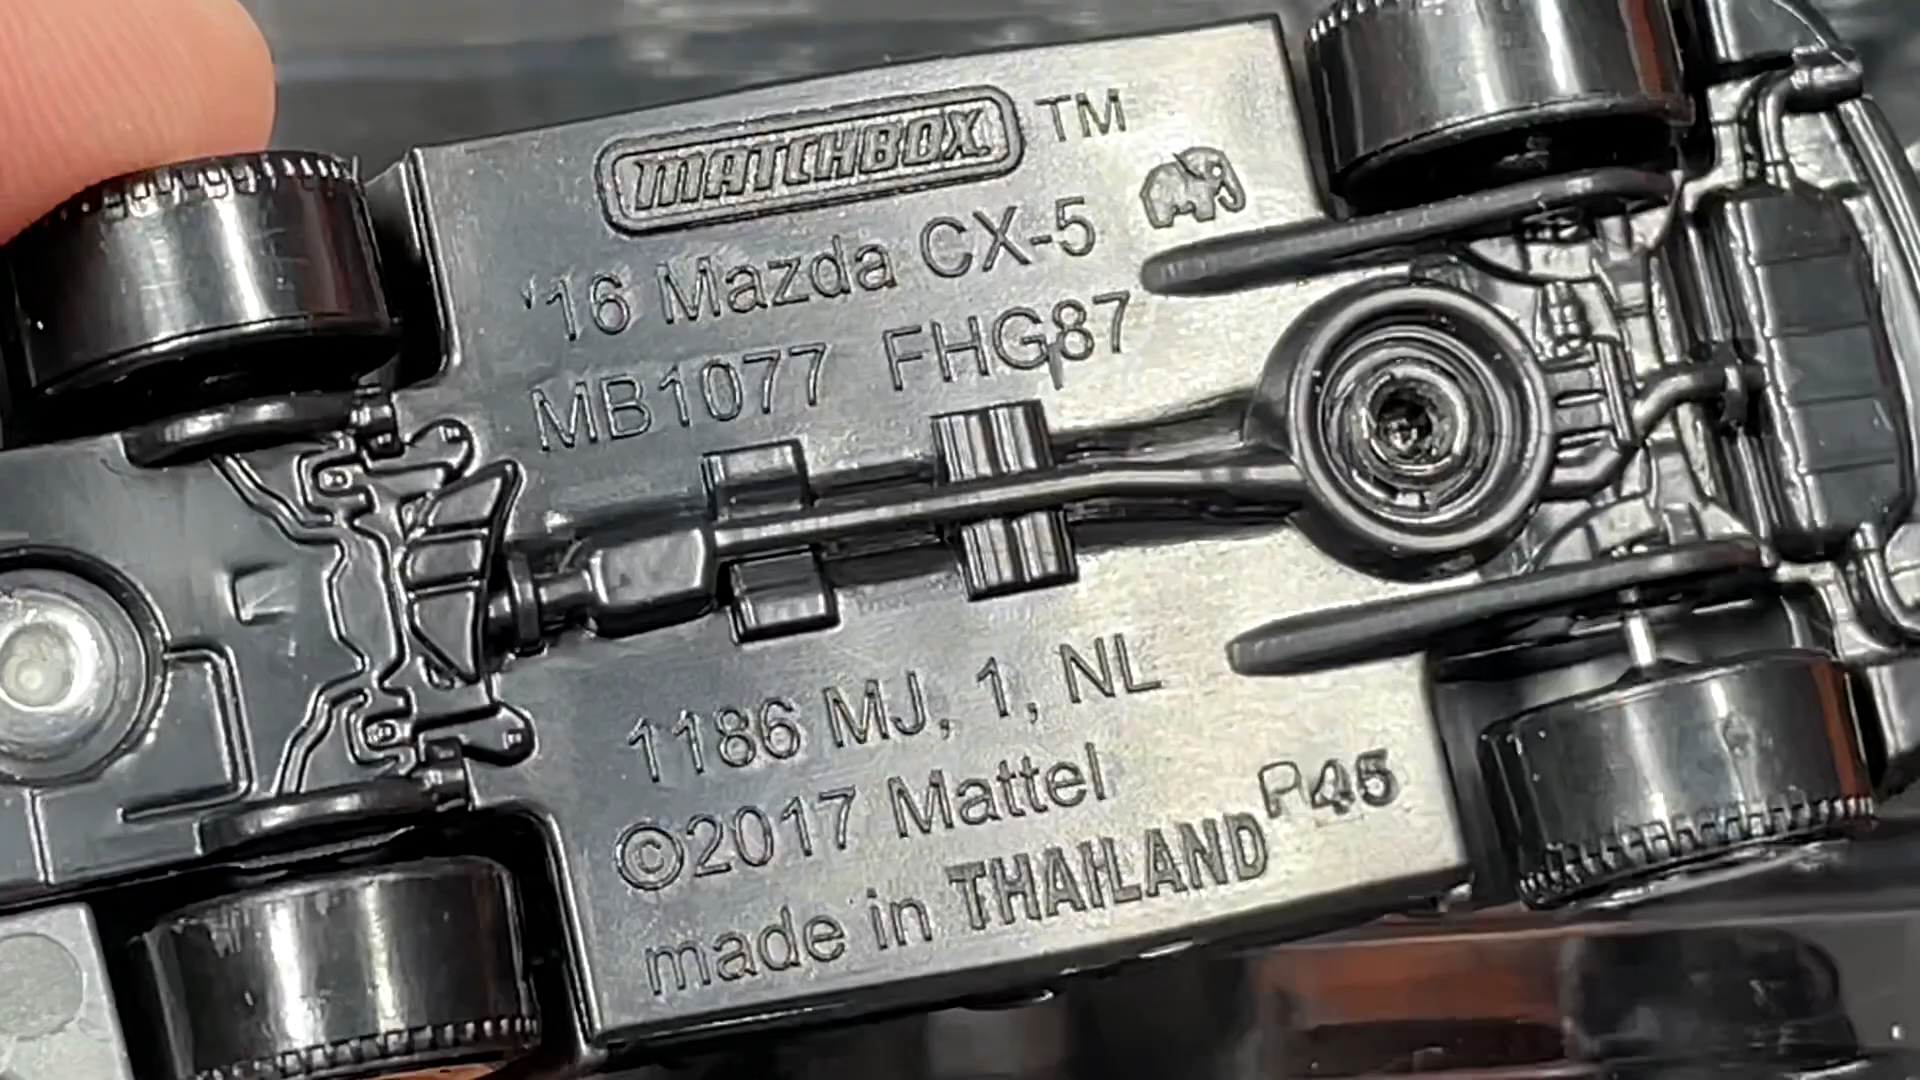 MATCHBOX TM
'16 Mazda CX-5
MB1077 FHG87
1186 MJ, 1, NL
©2017 Mattel
P45
made in THAILAND